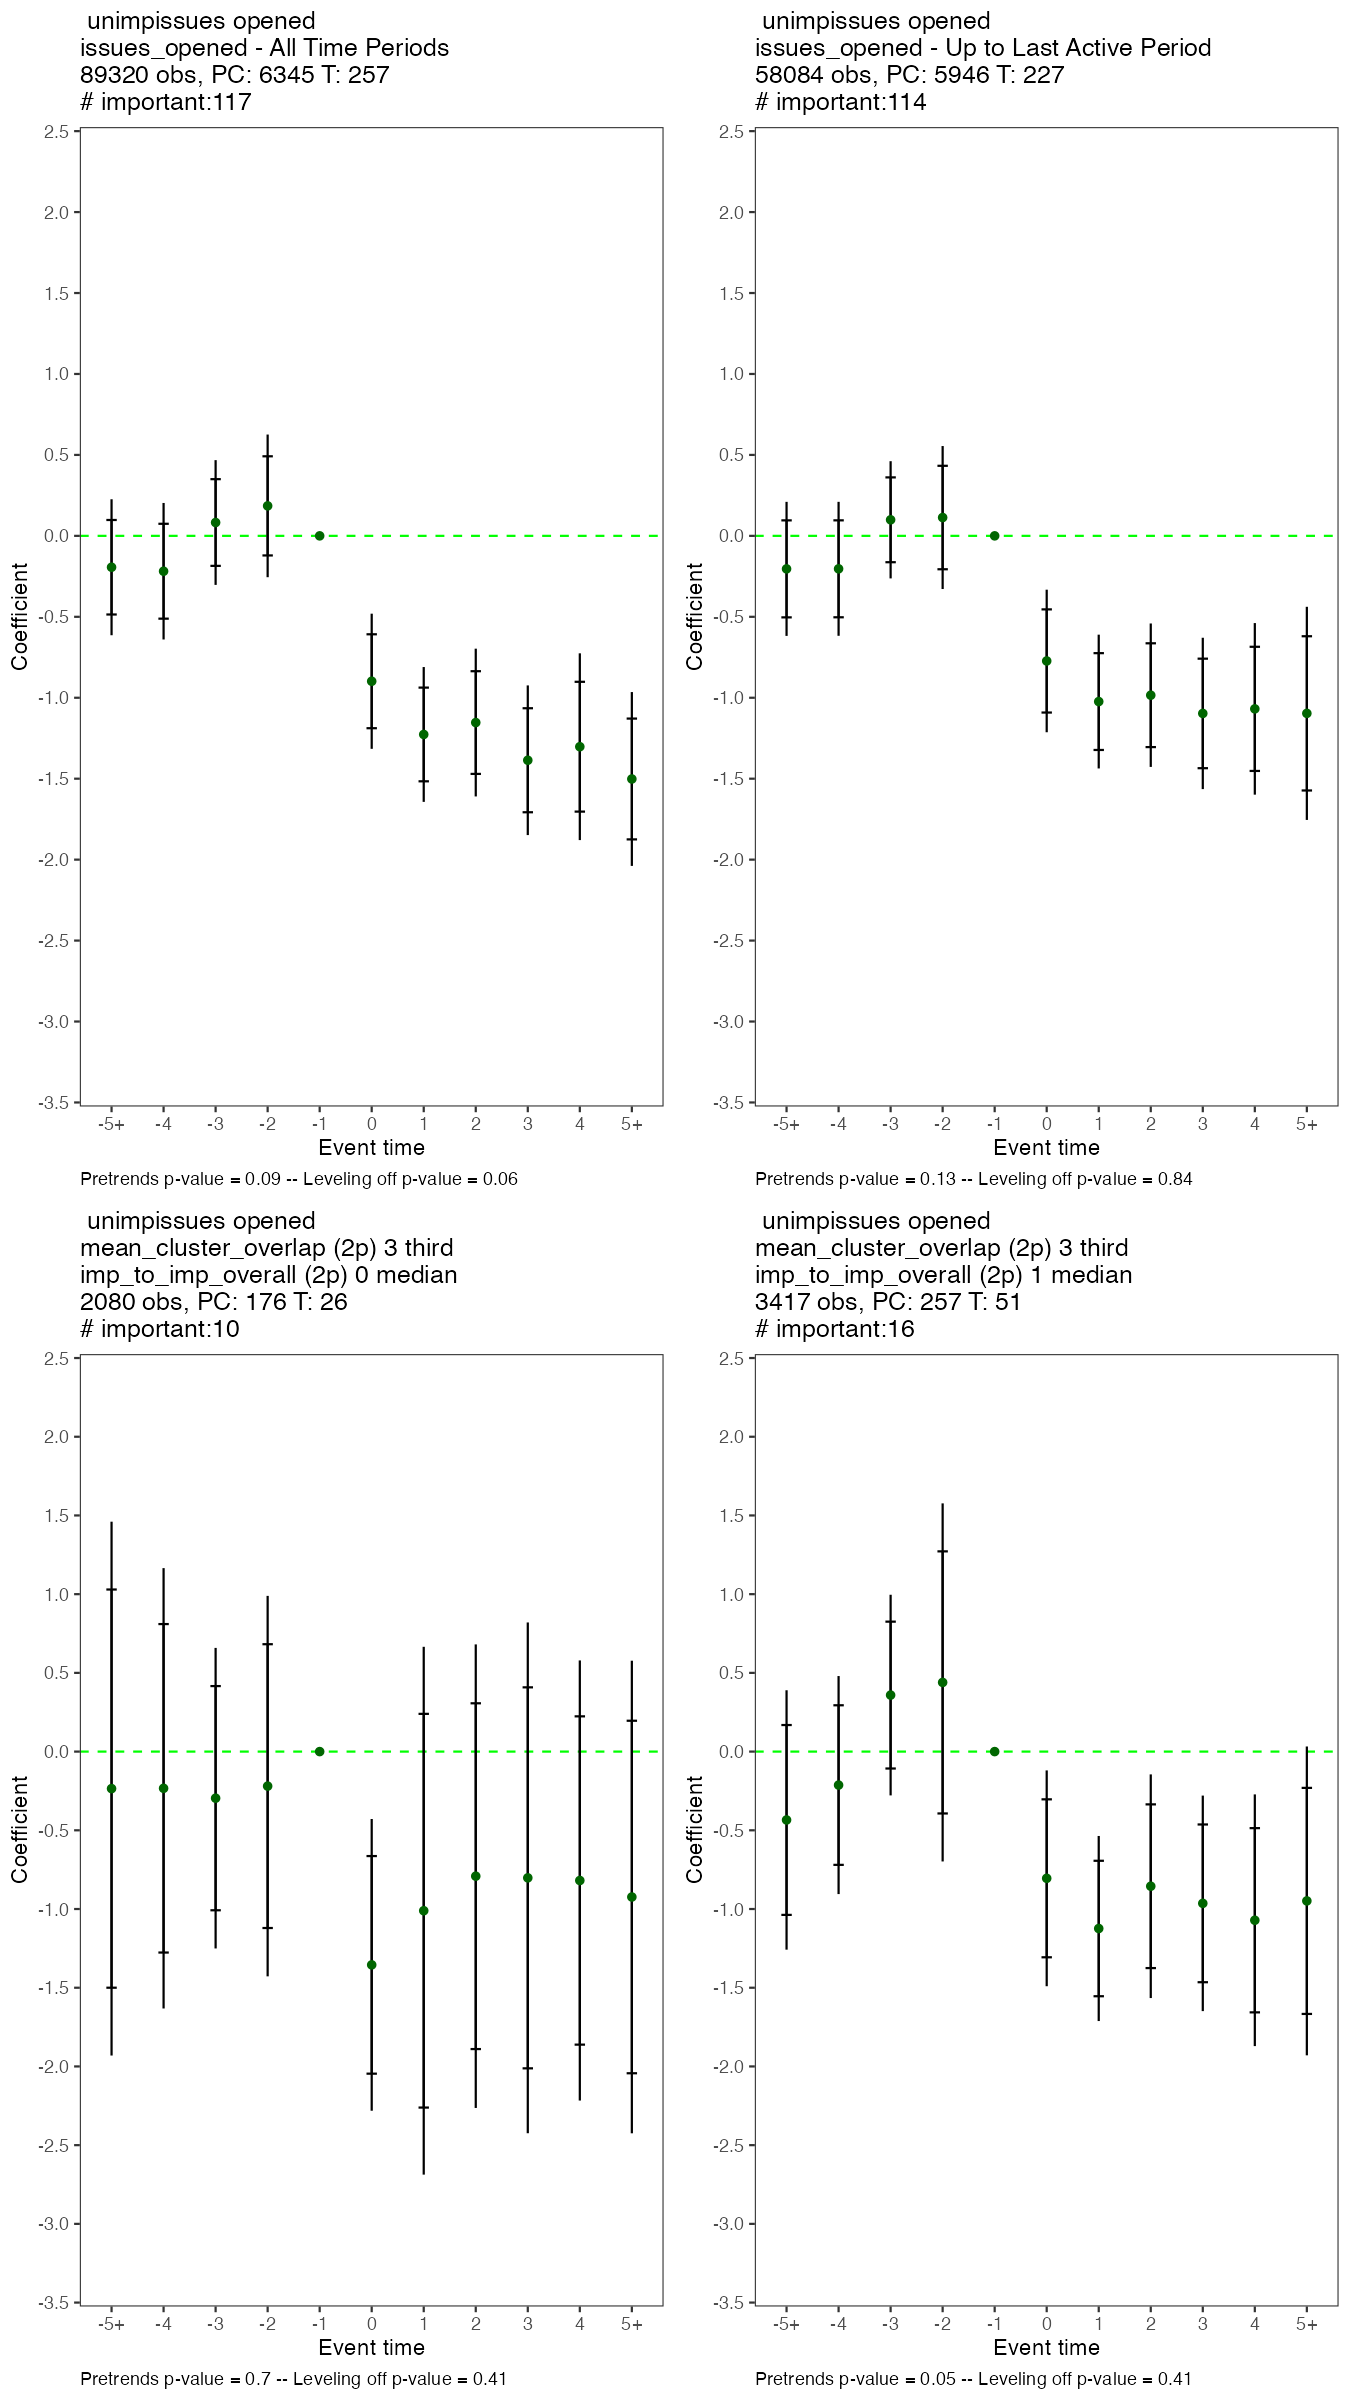 unimpissues opened
issues_opened - All Time Periods
89320 obs, PC: 6345 T: 257
# important:117
2.5
2.0
1.5
1.0
0.5
0.0
-0.5
-1.0
-1.5
-2.0
-2.5
-3.0
-3.5
Coefficient
-5+ -4 -3 -2 -1 0 1 2 3 4 5+
Event time
Pretrends p-value = 0.09 -- Leveling off p-value = 0.06
unimpissues opened
issues_opened - Up to Last Active Period
58084 obs, PC: 5946 T: 227
# important:114
2.5
2.0
1.5
1.0
0.5
0.0
-0.5
-1.0
-1.5
-2.0
-2.5
-3.0
-3.5
Coefficient
-5+ -4 -3 -2 -1 0 1 2 3 4 5+
Event time
Pretrends p-value = 0.13 -- Leveling off p-value = 0.84
unimpissues opened
mean_cluster_overlap (2p) 3 third
imp_to_imp_overall (2p) 0 median
2080 obs, PC: 176 T: 26
# important:10
2.5
2.0
1.5
1.0
0.5
0.0
-0.5
-1.0
-1.5
-2.0
-2.5
-3.0
-3.5
Coefficient
-5+ -4 -3 -2 -1 0 1 2 3 4 5+
Event time
Pretrends p-value = 0.7 -- Leveling off p-value = 0.41
unimpissues opened
mean_cluster_overlap (2p) 3 third
imp_to_imp_overall (2p) 1 median
3417 obs, PC: 257 T: 51
# important:16
2.5
2.0
1.5
1.0
0.5
0.0
-0.5
-1.0
-1.5
-2.0
-2.5
-3.0
-3.5
Coefficient
-5+ -4 -3 -2 -1 0 1 2 3 4 5+
Event time
Pretrends p-value = 0.05 -- Leveling off p-value = 0.41